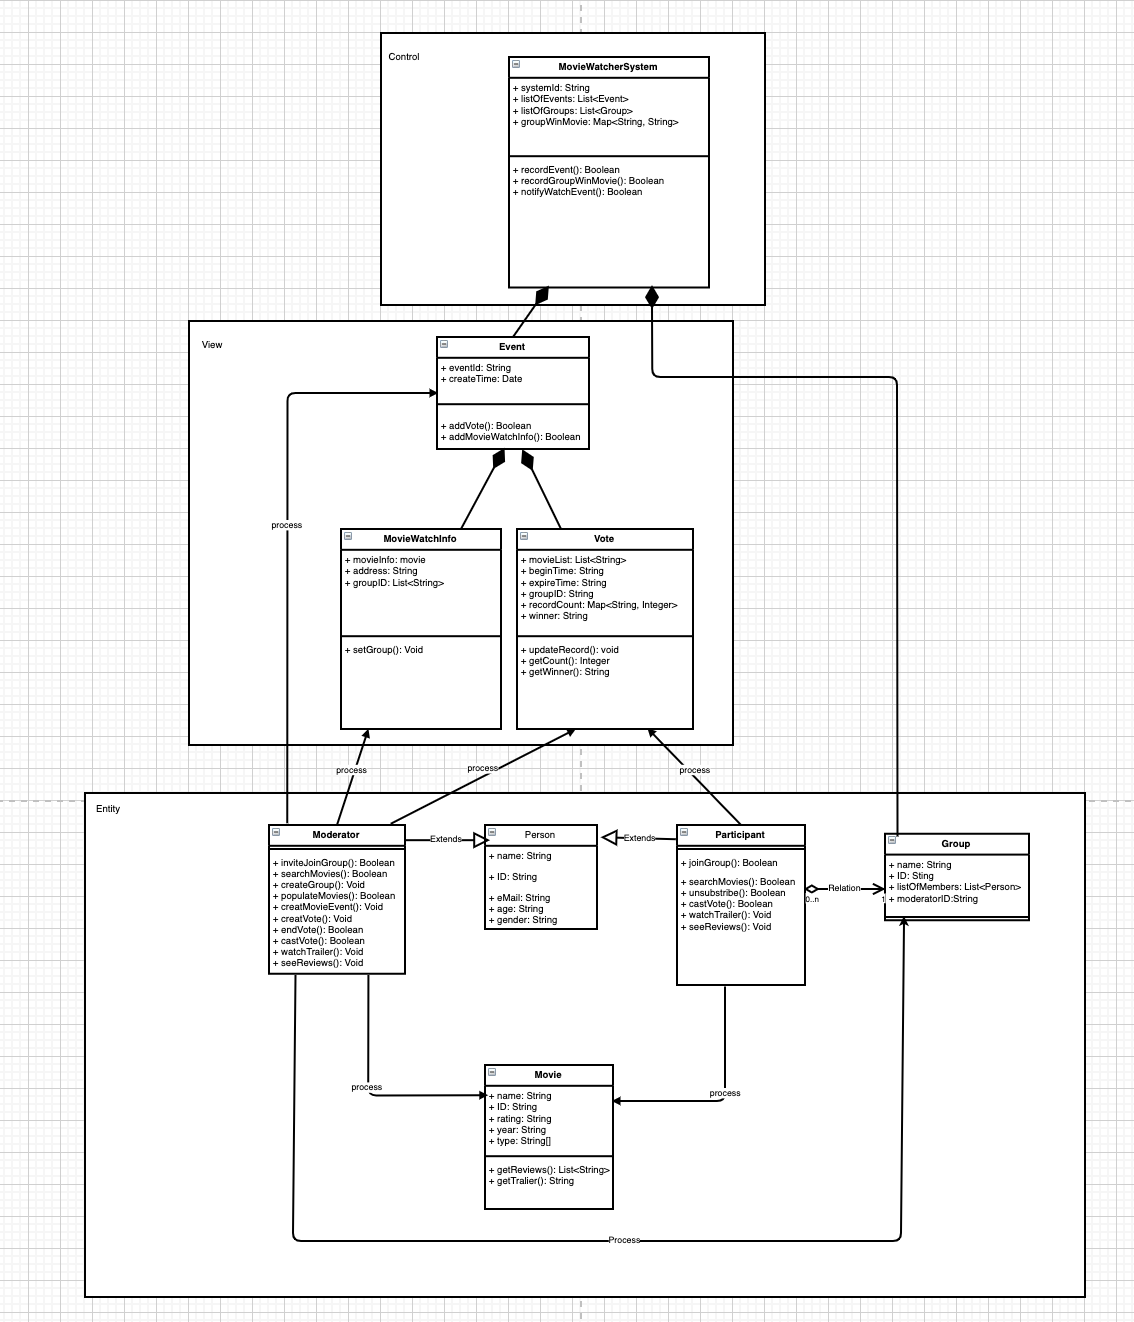 Control
MovieWatcherSystem
+ systemId: String
+ listOfEvents: List<Event>
+ listOfGroups: List<Group>
+ groupWinMovie: Map<String, String>
+ recordEvent(): Boolean
+ recordGroupWinMovie(): Boolean
+ notifyWatchEvent(): Boolean
View
Event
+ eventId: String
+ createTime: Date
+ addVote(): Boolean
+ addMovieWatchInfo(): Boolean
process
MovieWatchInfo
+ movieInfo: movie
+ address: String
+ groupID: List<String>
+ setGroup(): Void
Vote
+ movieList: List<String>
+ beginTime: String
+ expireTime: String
+ groupID: String
+ recordCount: Map<String, Integer>
+ winner: String
+ updateRecord(): void
+ getCount(): Integer
+ getWinner(): String
process
process
process
Entity
Moderator
+ inviteJoinGroup(): Boolean
+ searchMovies(): Boolean
+ createGroup(): Void
+ populateMovies(): Boolean
+ creatMovieEvent(): Void
+ creatVote(): Void
+ endVote(): Boolean
+ castVote(): Boolean
+ watchTrailer(): Void
+ seeReviews(): Void
Extends
Person
+ name: String
+ ID: String
+ eMail: String
+ age: String
+ gender: String
Extends
Participant
+ joinGroup(): Boolean
+ searchMovies(): Boolean
+ unsubstribe(): Boolean
+ castVote(): Boolean
+ watchTrailer(): Void
+ seeReviews(): Void
Relation
0..n
1
Group
+ name: String
+ ID: Sting
+ listOfMembers: List<Person>
+ moderatorID:String
process
process
Movie
+ name: String
+ ID: String
+ rating: String
+ year: String
+ type: String[]
+ getReviews(): List<String>
+ getTralier(): String
Process